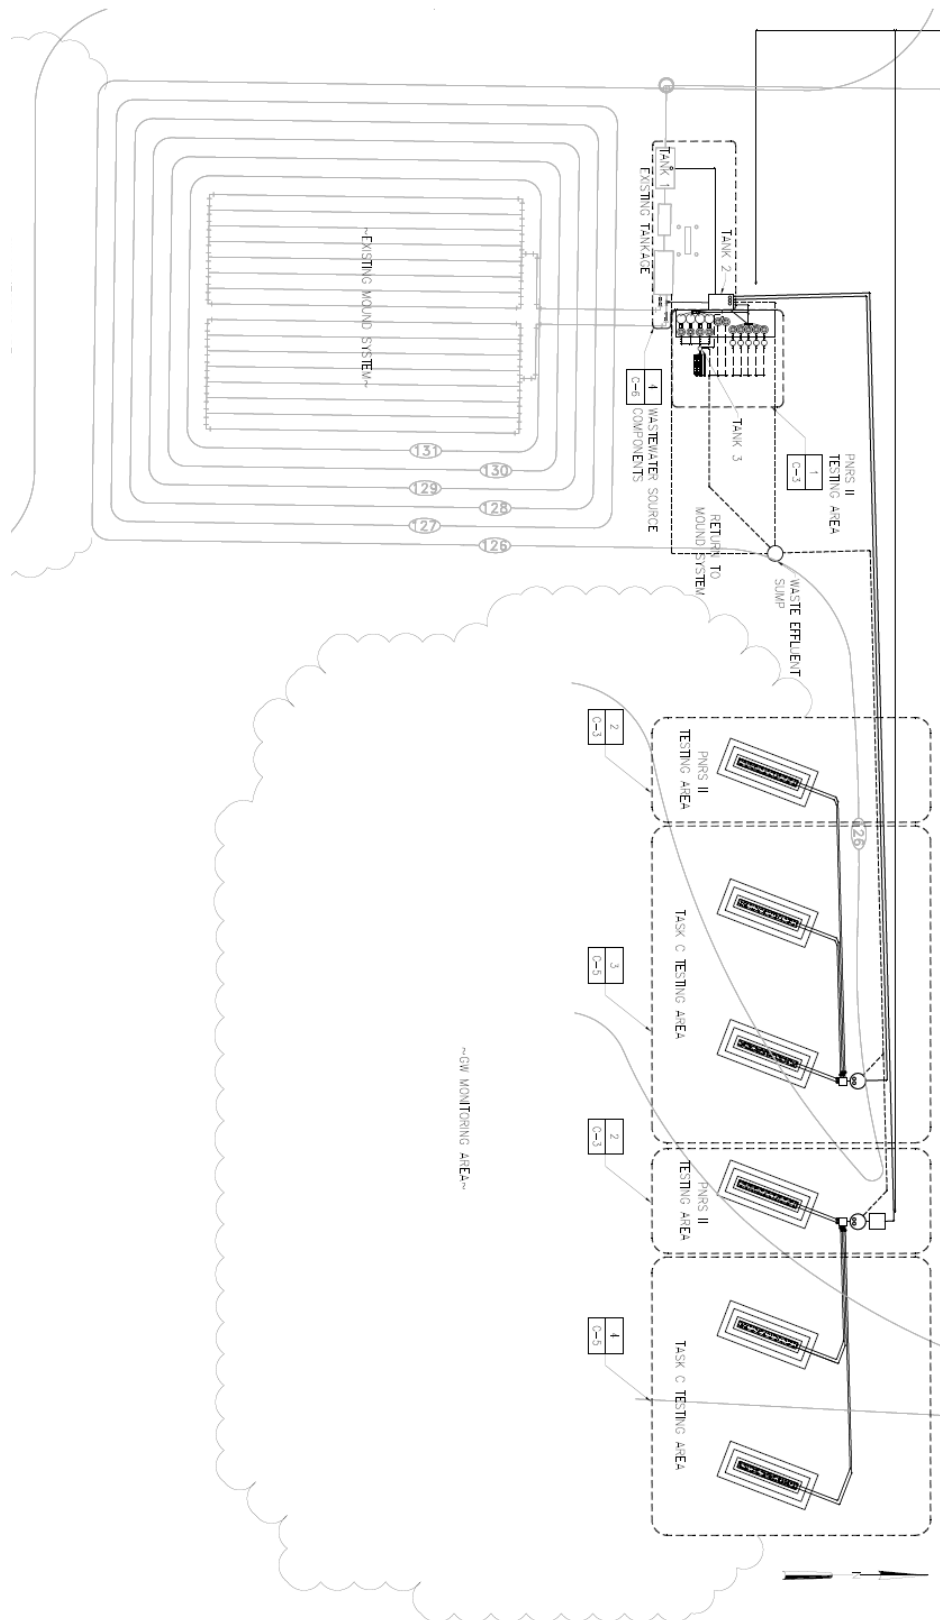 TANK 1
EXISTING TANKAGE
TANK 2
~EXISTING MOUND SYSTEM~
4
C-6
WASTEWATER SOURCE
COMPONENTS
TANK 3
1
C-3
PNRS II
TESTING AREA
131
130
129
128
127
126
RETURN TO
MOUND SYSTEM
WASTE EFFLUENT
SUMP
2
C-3
PNRS II
TESTING AREA
126
3
C-5
TASK C TESTING AREA
~GW MONITORING AREA~
2
C-3
PNRS II
TESTING AREA
4
C-5
TASK C TESTING AREA
N